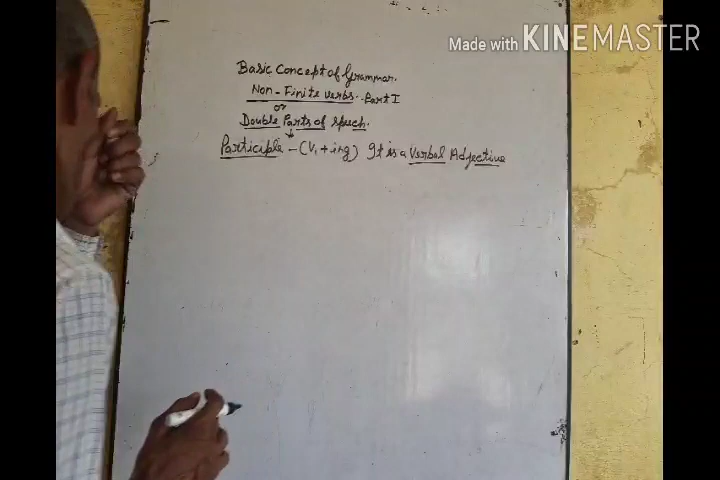 Made with KINEMASTER
Basic Concept of Grammar.
Non-Finite verbs. Part I
or
Double Parts of Speech.
Participle - (V1 + ing) It is a Verbal Adjective